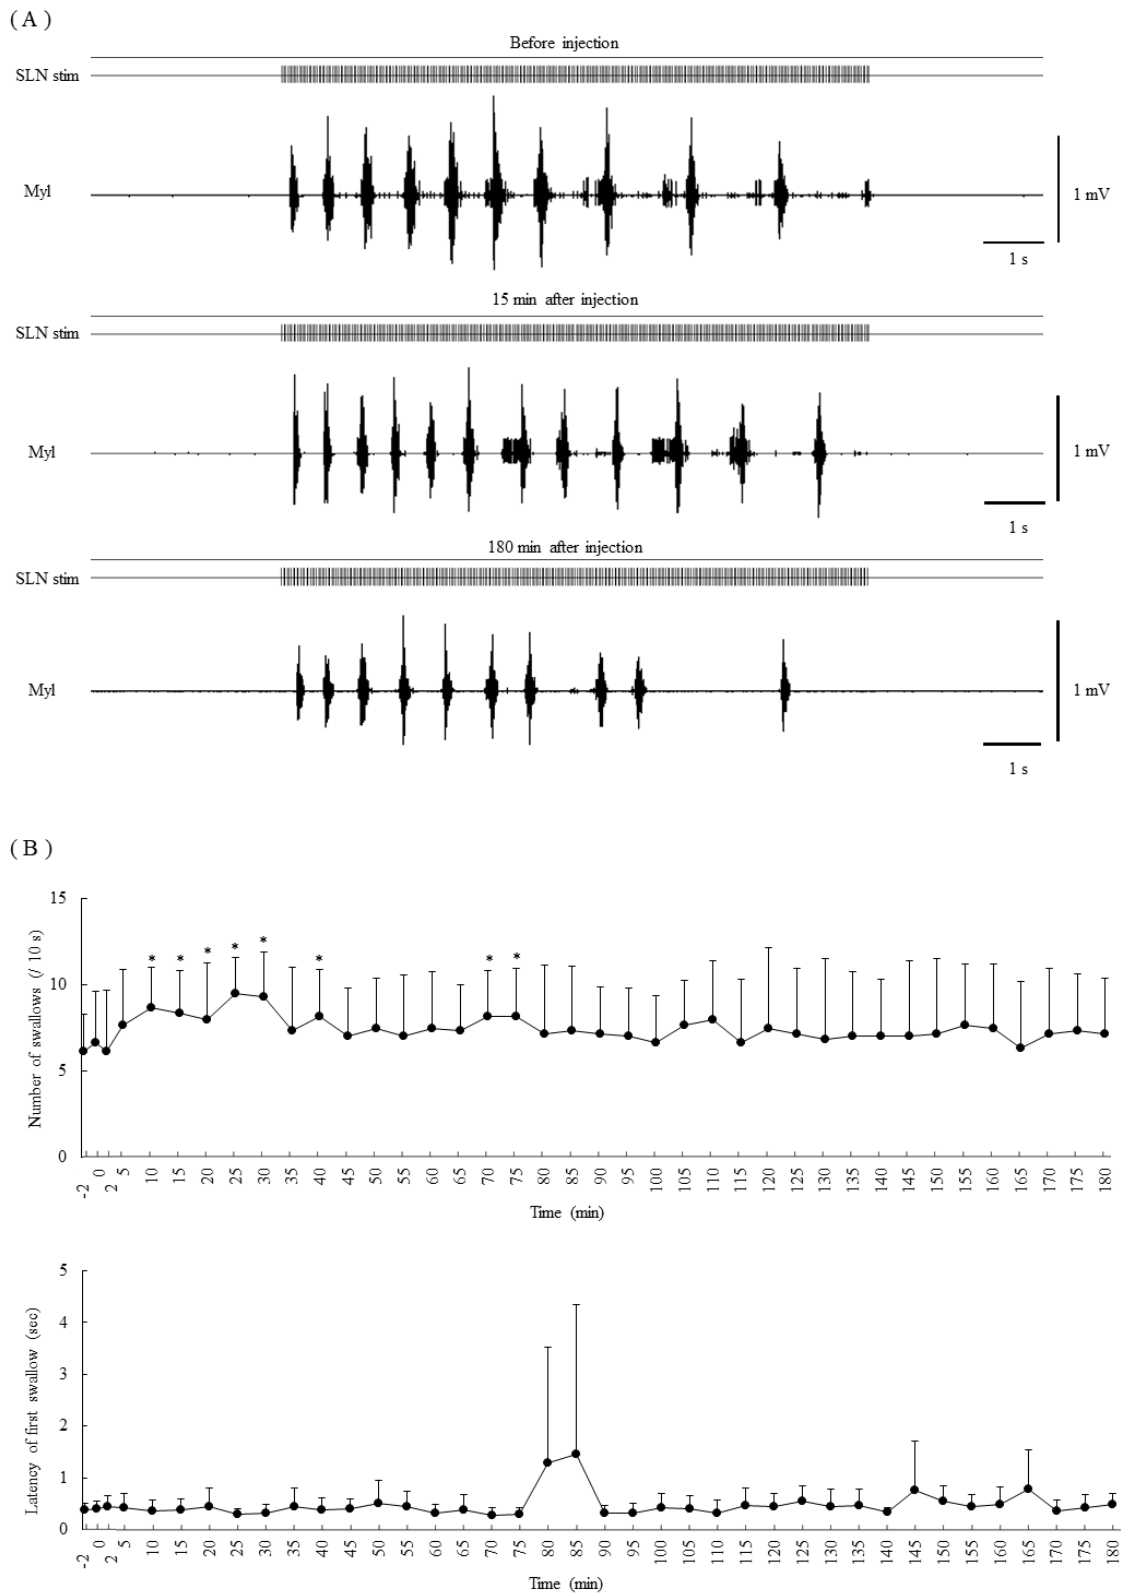 ( A )
Before injection
SLN stim
Myl
1 mV
1 s
15 min after injection
SLN stim
Myl
1 mV
1 s
180 min after injection
SLN stim
Myl
1 mV
1 s
( B )
Number of swallows (/ 10 s)
15
10
5
0
* * * * * * * *
-2 0 2 5 10 15 20 25 30 35 40 45 50 55 60 65 70 75 80 85 90 95 100 105 110 115 120 125 130 135 140 145 150 155 160 165 170 175 180
Time (min)
Latency of first swallow (sec)
5
4
3
2
1
0
-2 0 2 5 10 15 20 25 30 35 40 45 50 55 60 65 70 75 80 85 90 95 100 105 110 115 120 125 130 135 140 145 150 155 160 165 170 175 180
Time (min)